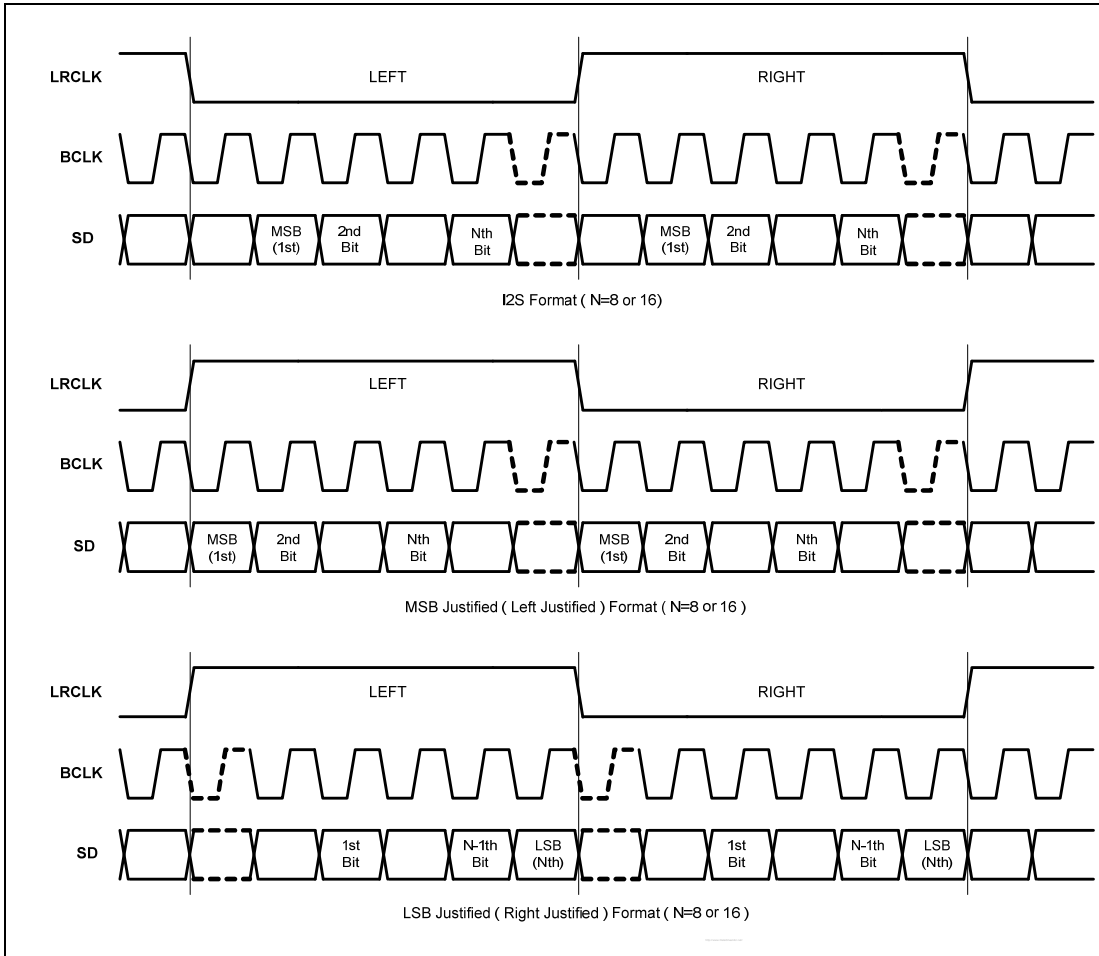 LRCLK LEFT RIGHT
BCLK
SD MSB (1st) 2nd Bit Nth Bit MSB (1st) 2nd Bit Nth Bit
I2S Format ( N=8 or 16)
LRCLK LEFT RIGHT
BCLK
SD MSB (1st) 2nd Bit Nth Bit MSB (1st) 2nd Bit Nth Bit
MSB Justified ( Left Justified ) Format ( N=8 or 16 )
LRCLK LEFT RIGHT
BCLK
SD 1st Bit N-1th Bit LSB (Nth) 1st Bit N-1th Bit LSB (Nth)
LSB Justified ( Right Justified ) Format ( N=8 or 16 )